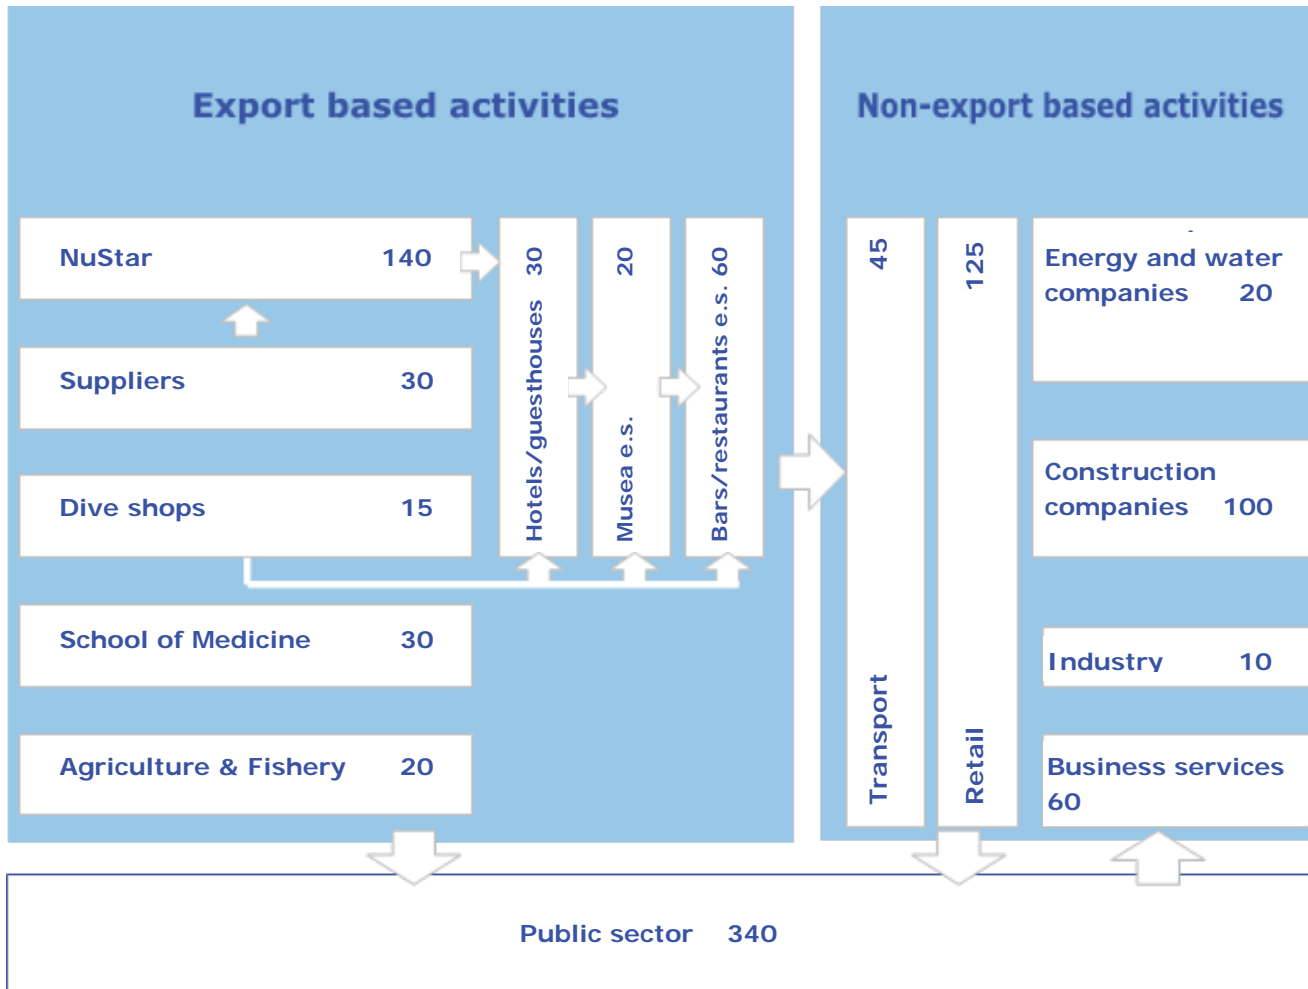 Export based activities
Non-export based activities
NuStar 140
Suppliers 30
Dive shops 15
School of Medicine 30
Agriculture & Fishery 20
Hotels/guesthouses 30
Musea e.s. 20
Bars/restaurants e.s. 60
Transport 45
Retail 125
Energy and water
companies 20
Construction
companies 100
Industry 10
Business services
60
Public sector 340